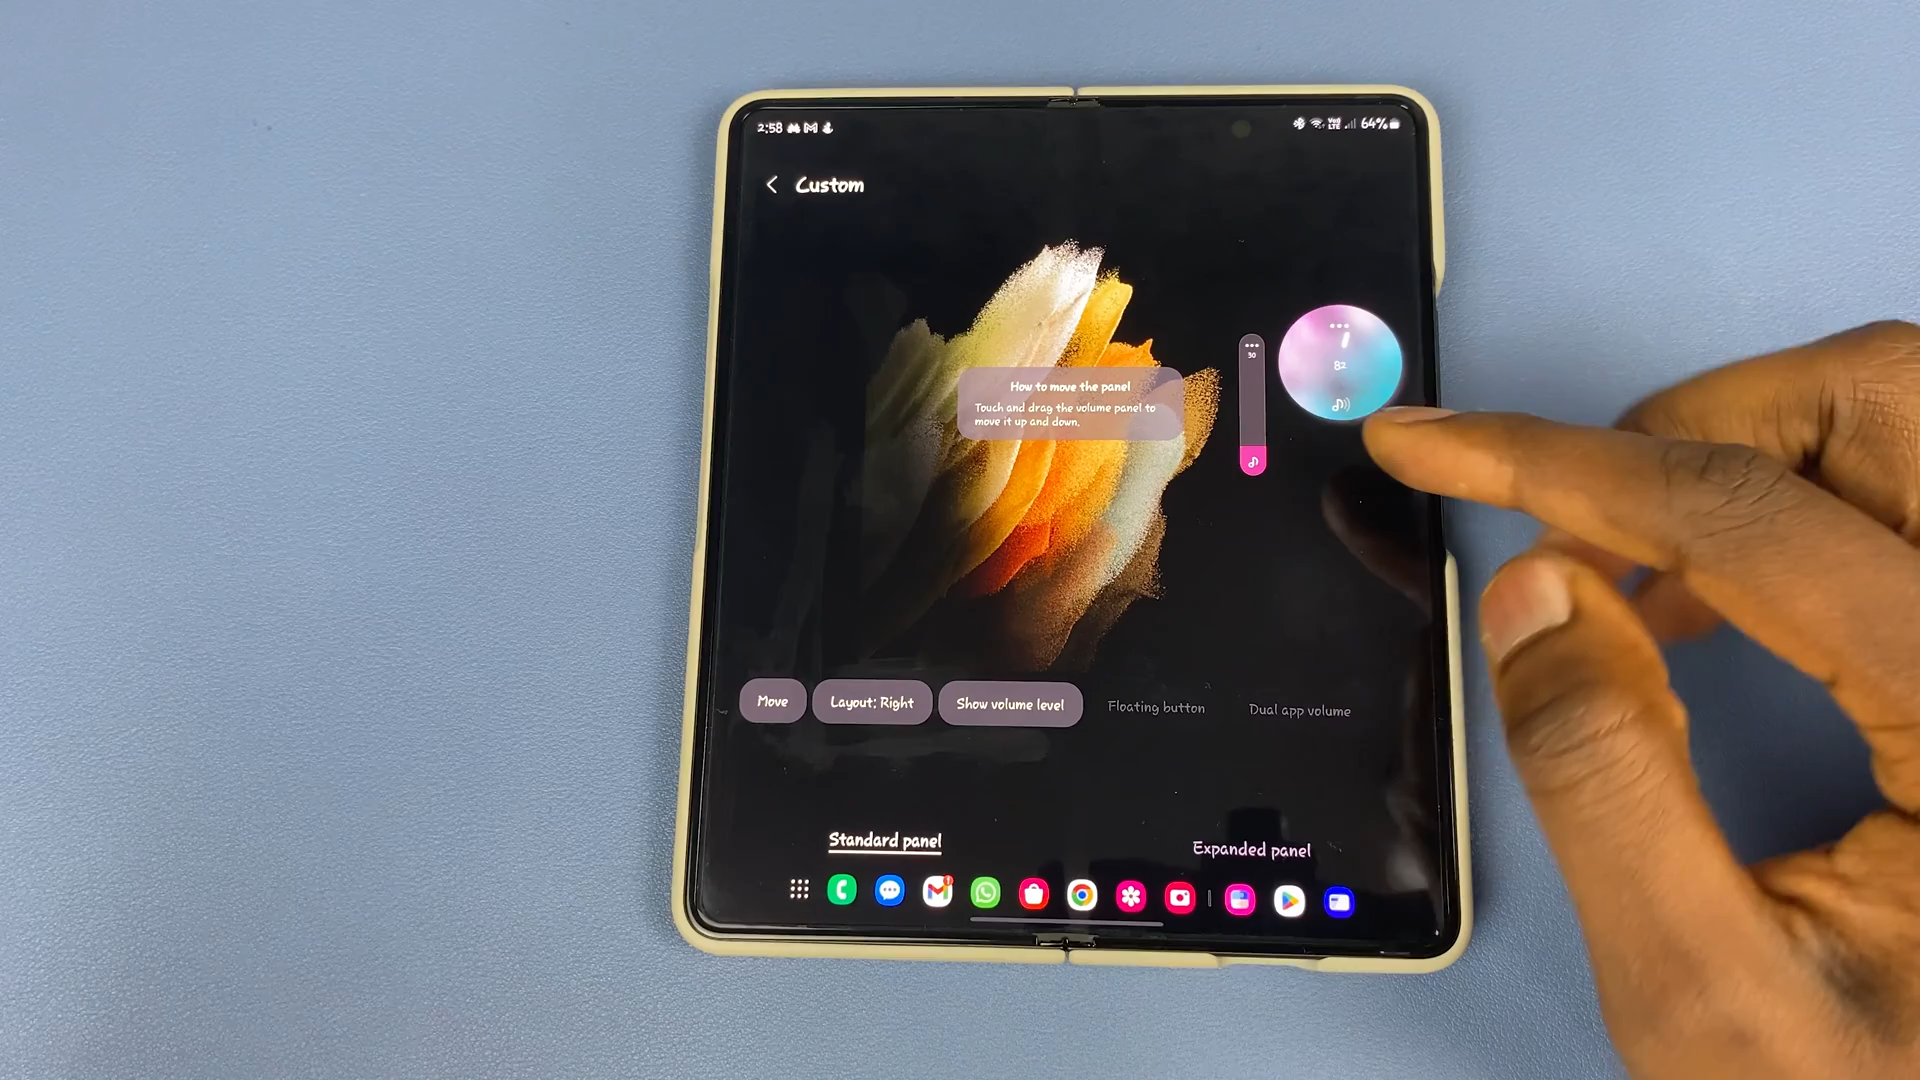 2:58
Vo)
LTE
64%
Custom
30
82
How to move the panel
Touch and drag the volume panel to
move it up and down.
Move
Layout: Right
Show volume level
Floating button
Dual app volume
Standard panel
Expanded panel